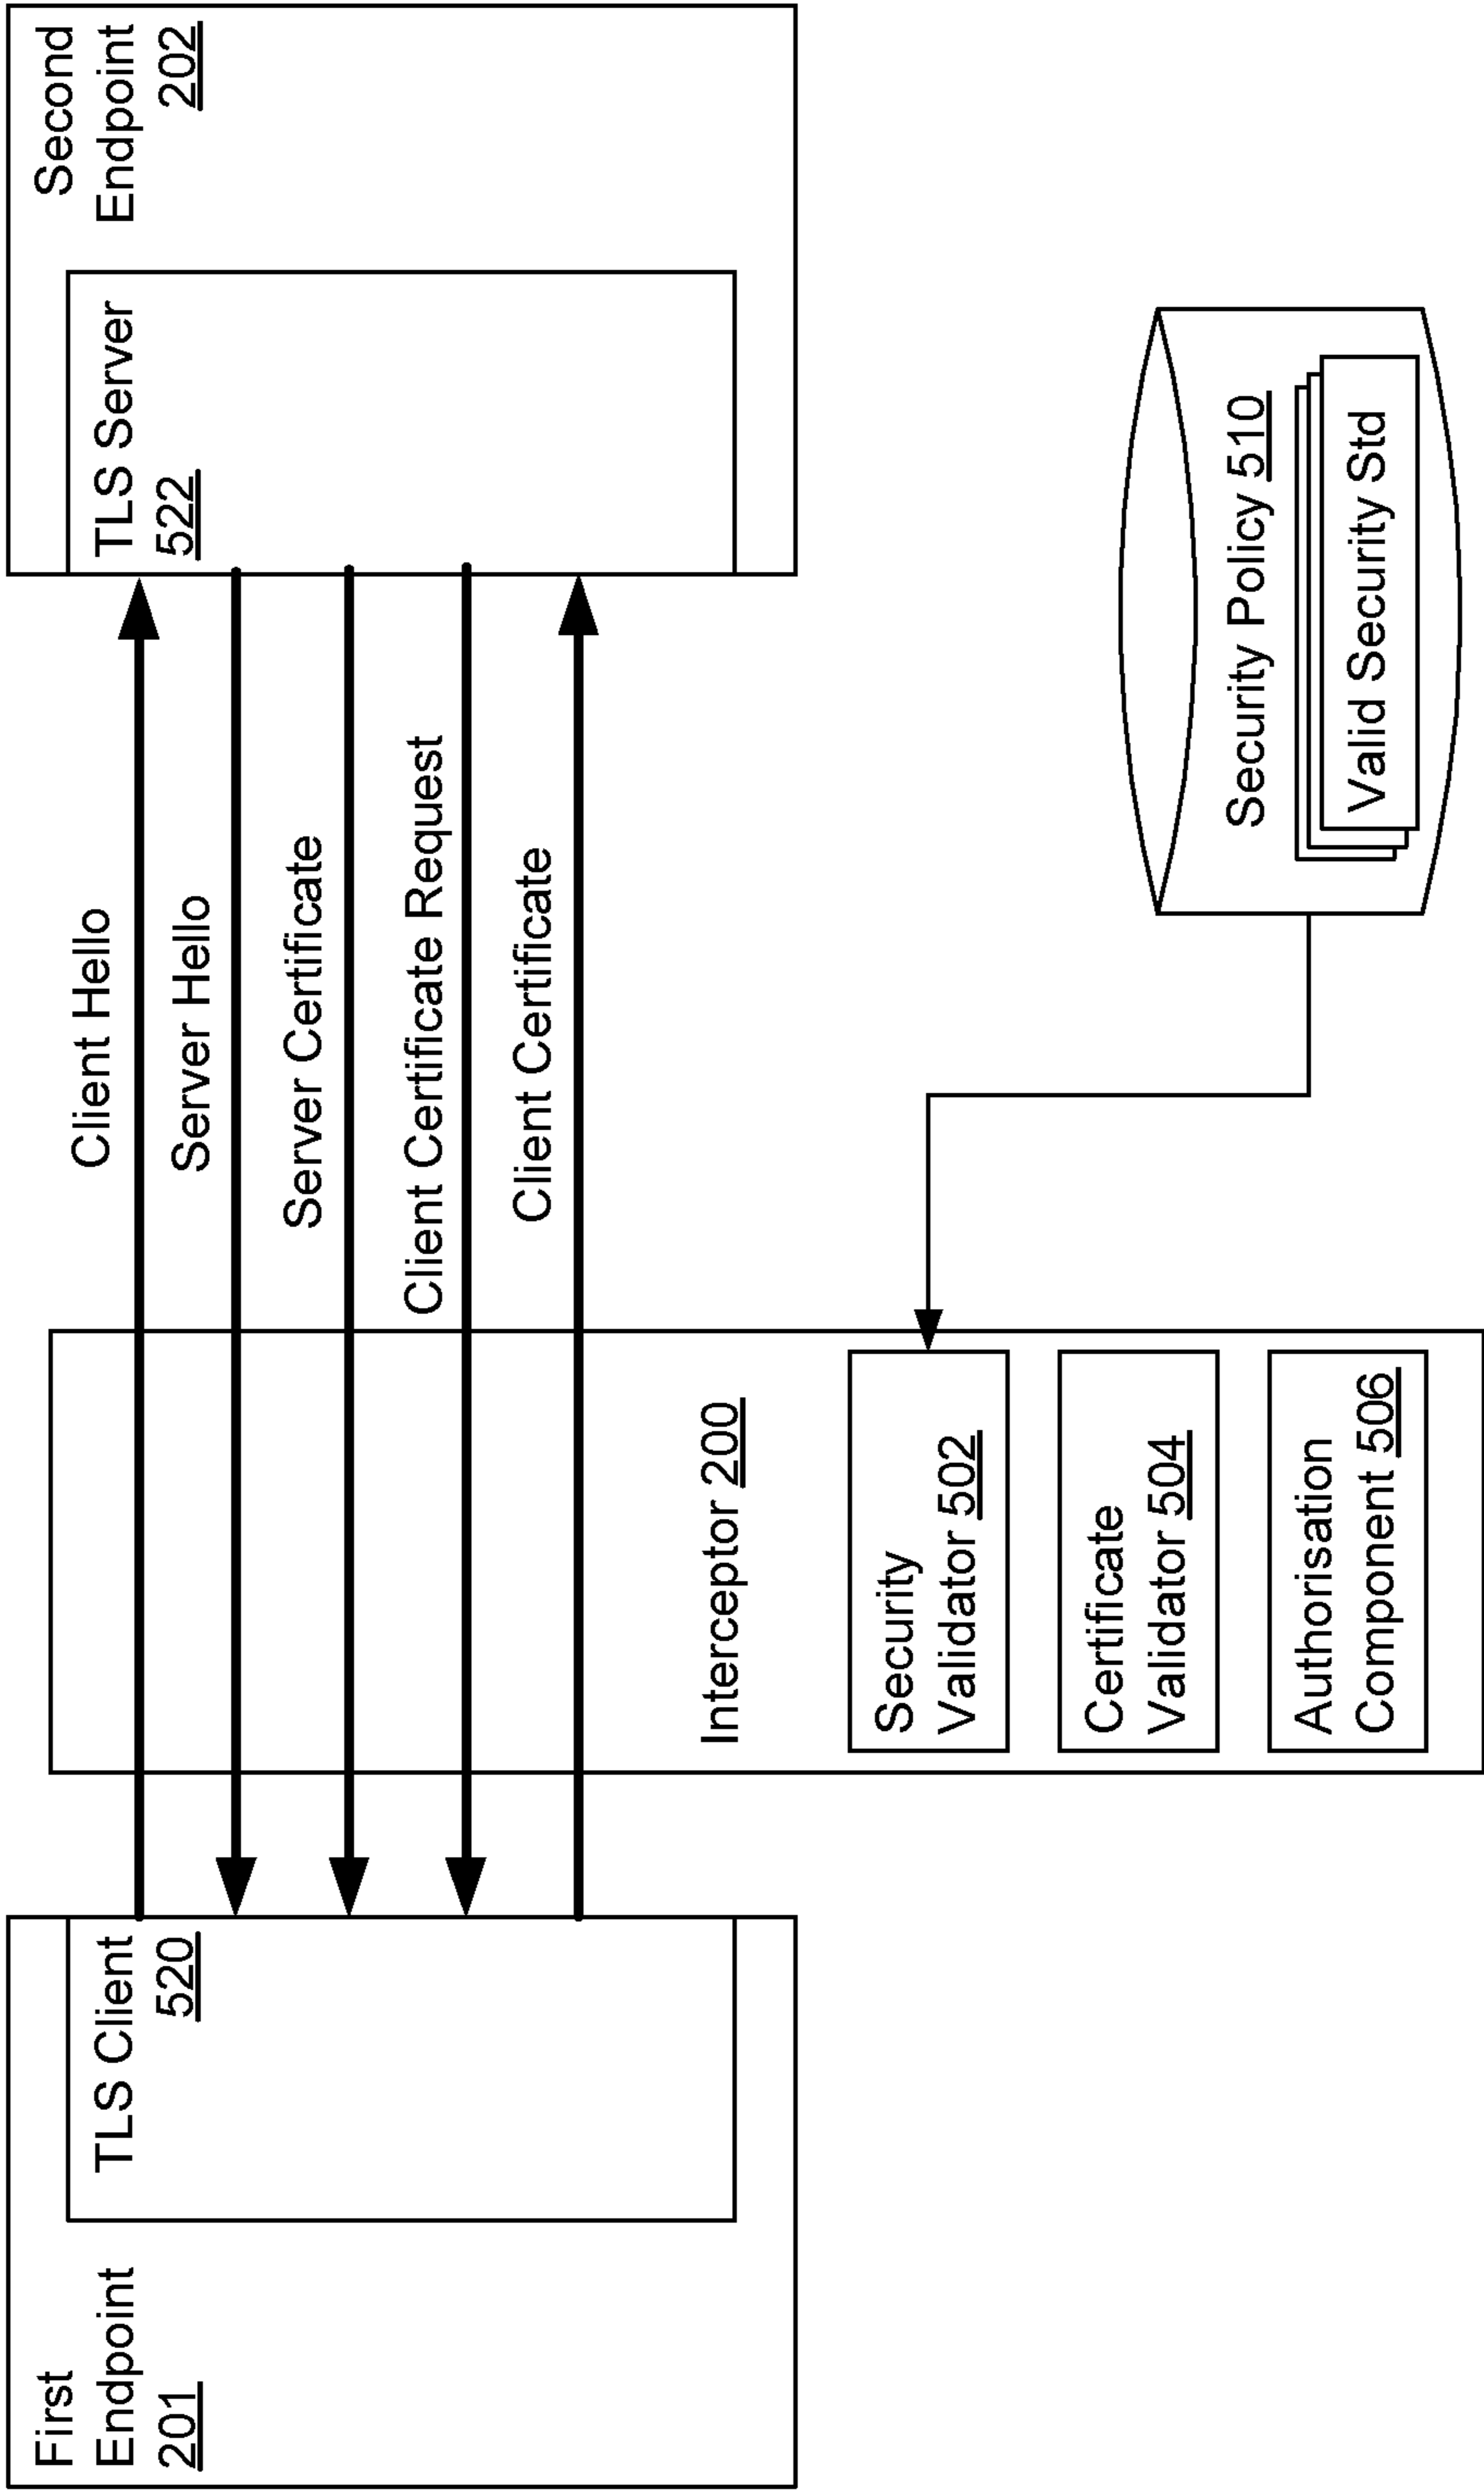 First
Endpoint
201
TLS Client
520
Client Hello
Server Hello
Server Certificate
Client Certificate Request
Client Certificate
Second
Endpoint
202
TLS Server
522
Interceptor 200
Security
Validator 502
Certificate
Validator 504
Authorisation
Component 506
Security Policy 510
Valid Security Std